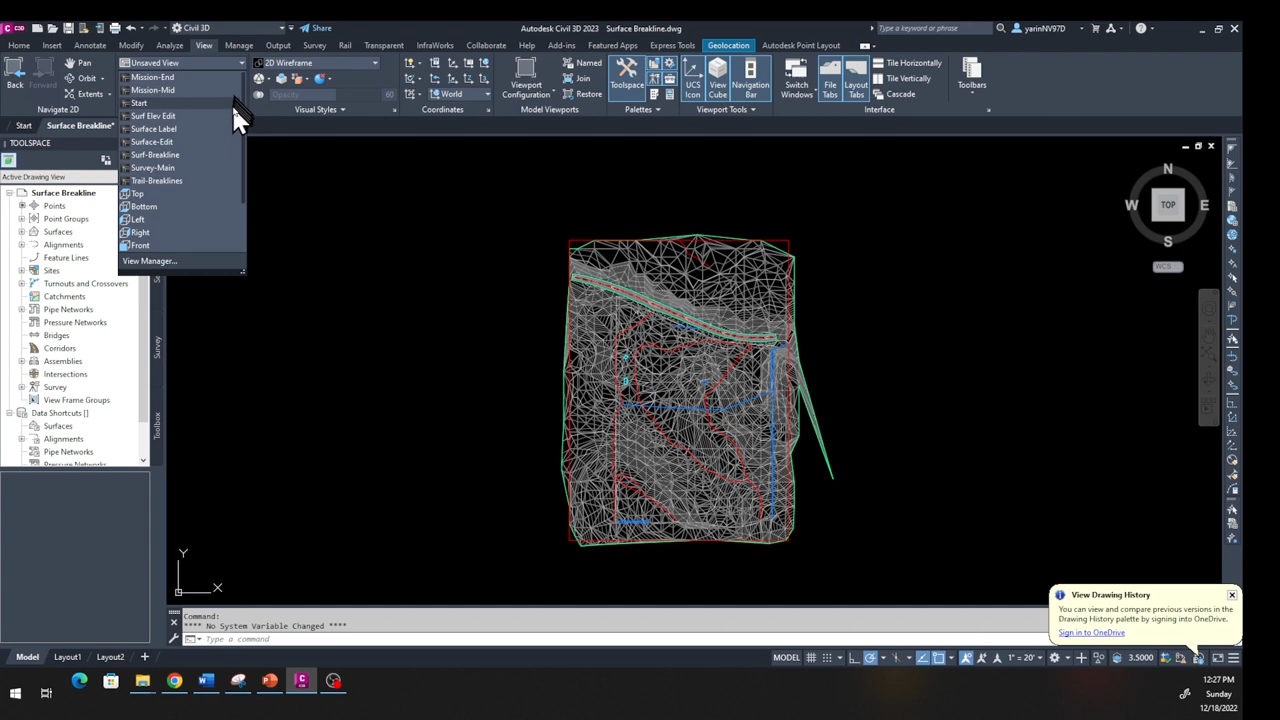 C3D
Civil 3D
Share
Autodesk Civil 3D 2023 Surface Breakline.dwg
Type a keyword or phrase
yarinNV97D
Home Insert Annotate Modify Analyze View Manage Output Survey Rail Transparent InfraWorks Collaborate Help Add-ins Featured Apps Express Tools Geolocation Autodesk Point Layout
Back
Forward
Pan
Orbit
Extents
Navigate 2D
Unsaved View
Mission-End
Mission-Mid
Start
Surf Elev Edit
Surface Label
Surface-Edit
Surf-Breakline
Survey-Main
Trail-Breaklines
Top
Bottom
Left
Right
Front
View Manager...
2D Wireframe
Opacity 60
Visual Styles
World
Coordinates
Viewport
Configuration
Named
Join
Restore
Model Viewports
Toolspace
Palettes
UCS
Icon
View
Cube
Navigation
Bar
Viewport Tools
Switch
Windows
File
Tabs
Layout
Tabs
Tile Horizontally
Tile Vertically
Cascade
Toolbars
Start Surface Breakline*
TOOLSPACE
Active Drawing View
Surface Breakline
Points
Point Groups
Surfaces
Alignments
Feature Lines
Sites
Turnouts and Crossovers
Catchments
Pipe Networks
Pressure Networks
Bridges
Corridors
Assemblies
Intersections
Survey
View Frame Groups
Data Shortcuts []
Surfaces
Alignments
Pipe Networks
Pressure Networks
Survey
Toolbox
N
W TOP E
S
WCS
Y
X
Command:
**** No System Variable Changed ****
Type a command
View Drawing History
You can view and compare previous versions in the
Drawing History palette by signing into OneDrive.
Sign in to OneDrive
Model Layout1 Layout2
MODEL
1" = 20'
3.5000
12:27 PM
Sunday
12/18/2022